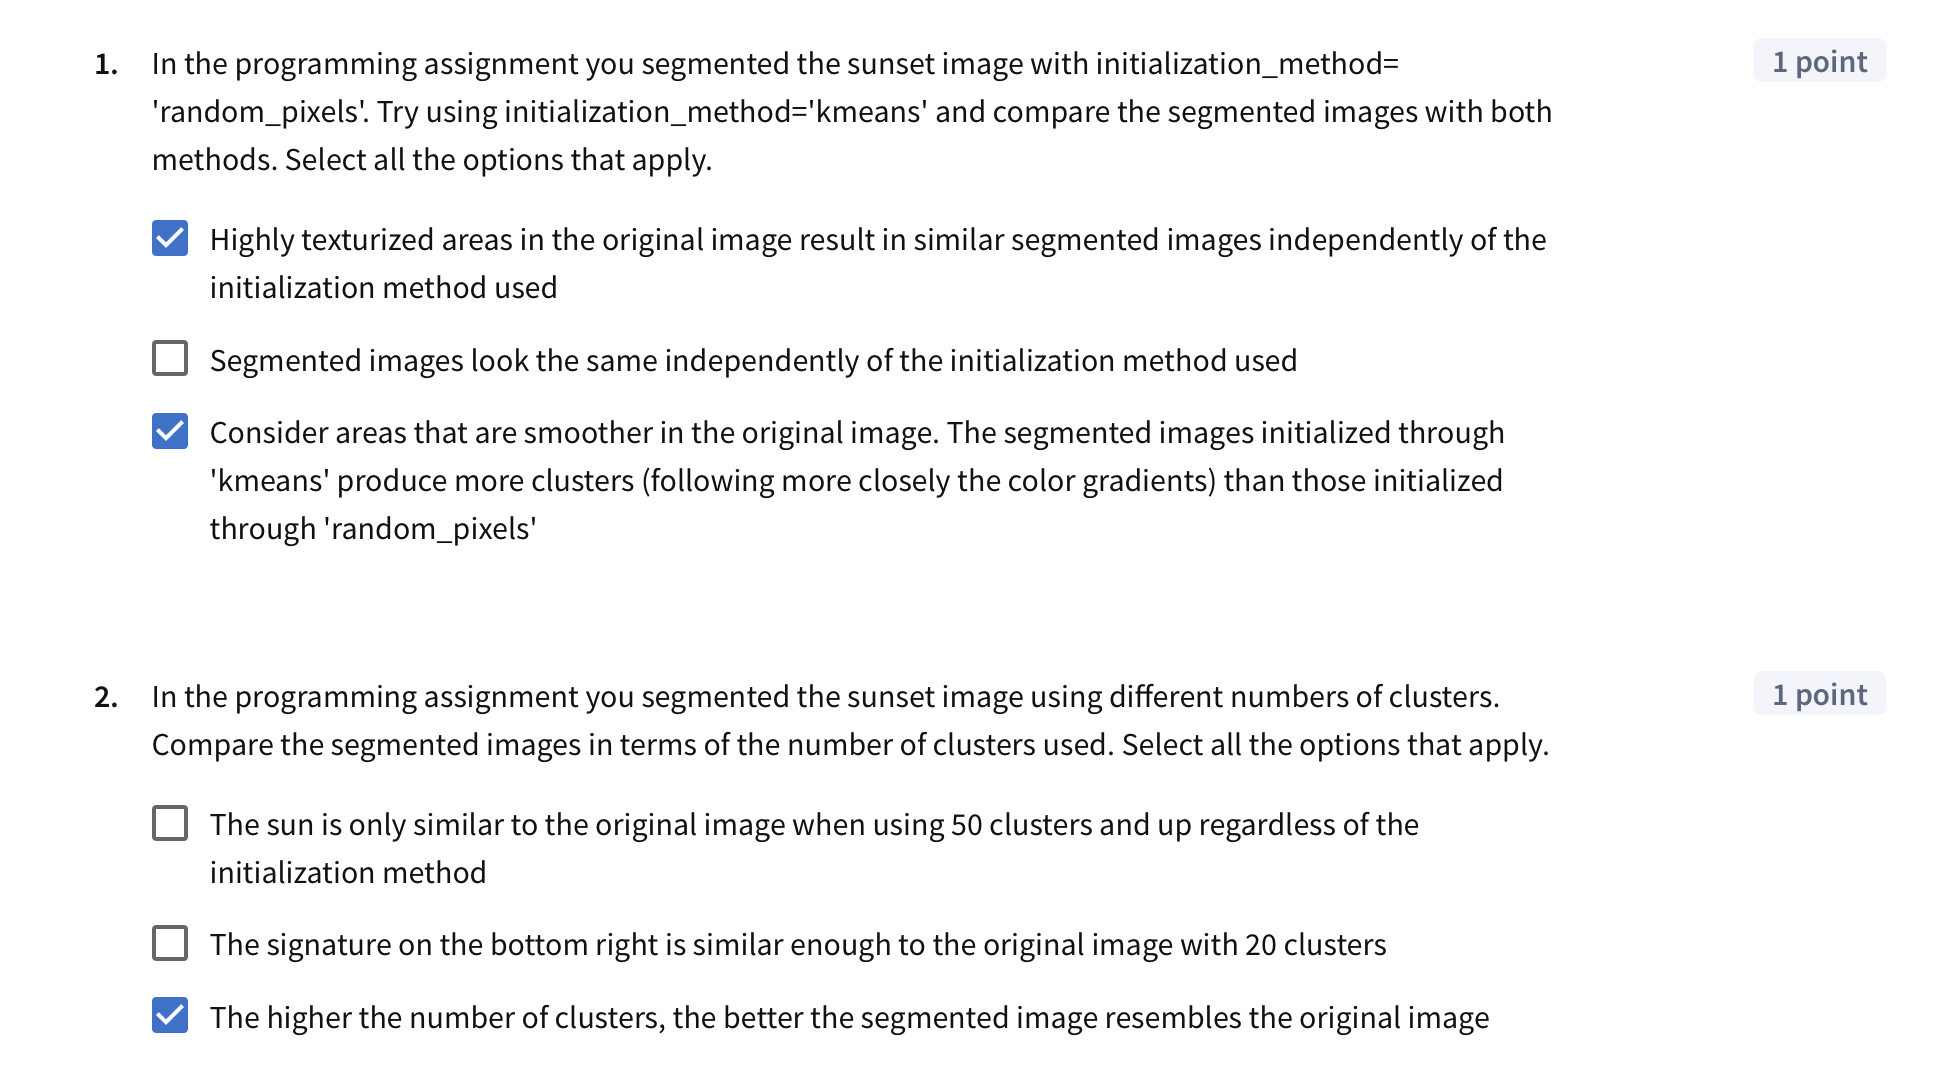 1. In the programming assignment you segmented the sunset image with initialization_method=
1 point
'random_pixels'. Try using initialization_method='kmeans' and compare the segmented images with both
methods. Select all the options that apply.
Highly texturized areas in the original image result in similar segmented images independently of the
initialization method used
Segmented images look the same independently of the initialization method used
Consider areas that are smoother in the original image. The segmented images initialized through
'kmeans' produce more clusters (following more closely the color gradients) than those initialized
through 'random_pixels'
2. In the programming assignment you segmented the sunset image using different numbers of clusters.
1 point
Compare the segmented images in terms of the number of clusters used. Select all the options that apply.
The sun is only similar to the original image when using 50 clusters and up regardless of the
initialization method
The signature on the bottom right is similar enough to the original image with 20 clusters
The higher the number of clusters, the better the segmented image resembles the original image